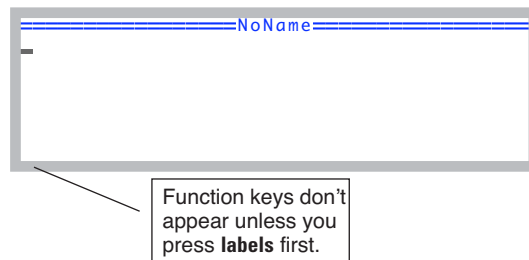 NoName
Function keys don't
appear unless you
press labels first.